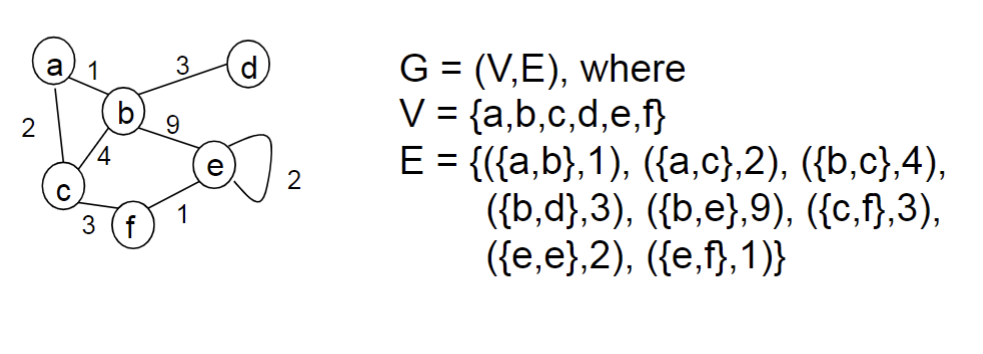 a
1
3
d
b
2
9
4
e
c
2
3
f
1
G = (V,E), where
V = {a,b,c,d,e,f}
E = {({a,b},1), ({a,c},2), ({b,c},4),
({b,d},3), ({b,e},9), ({c,f},3),
({e,e},2), ({e,f},1)}